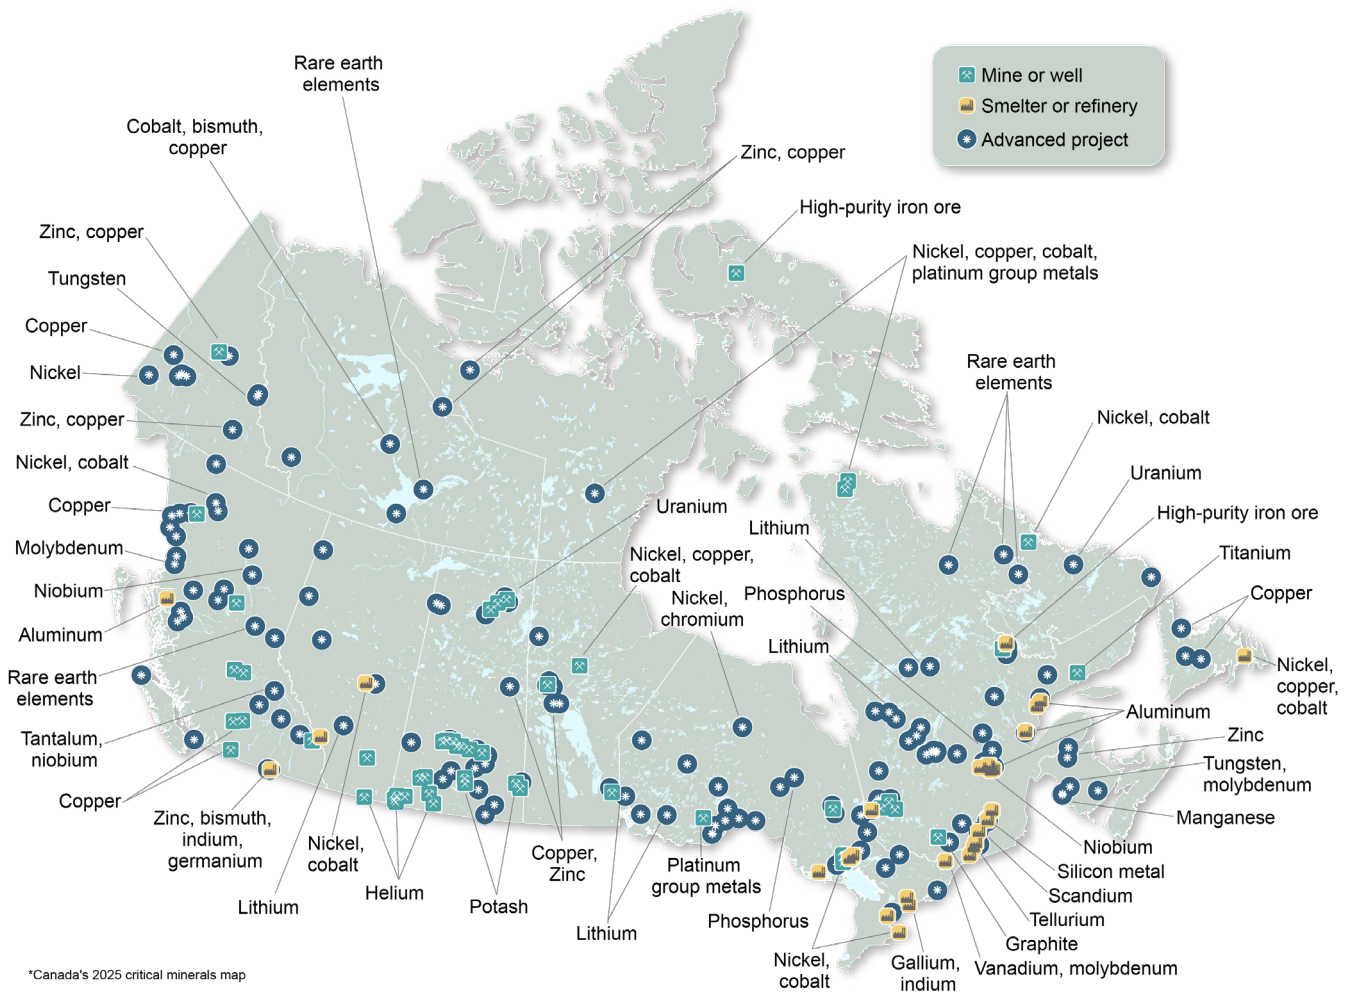 Rare earth
elements
Cobalt, bismuth,
copper
Zinc, copper
High-purity iron ore
Nickel, copper, cobalt,
platinum group metals
Mine or well
Smelter or refinery
Advanced project
Zinc, copper
Tungsten
Copper
Nickel
Zinc, copper
Nickel, cobalt
Copper
Molybdenum
Niobium
Aluminum
Rare earth
elements
Tantalum,
niobium
Copper
Zinc, bismuth,
indium,
germanium
Lithium
Nickel,
cobalt
Helium
Potash
Copper,
Zinc
Lithium
Platinum
group metals
Phosphorus
Nickel,
cobalt
Gallium,
indium
Uranium
Nickel, copper,
cobalt
Nickel,
chromium
Lithium
Phosphorus
Lithium
Rare earth
elements
Nickel, cobalt
Uranium
High-purity iron ore
Titanium
Copper
Nickel,
copper,
cobalt
Aluminum
Zinc
Tungsten,
molybdenum
Manganese
Niobium
Silicon metal
Scandium
Tellurium
Graphite
Vanadium, molybdenum
*Canada's 2025 critical minerals map